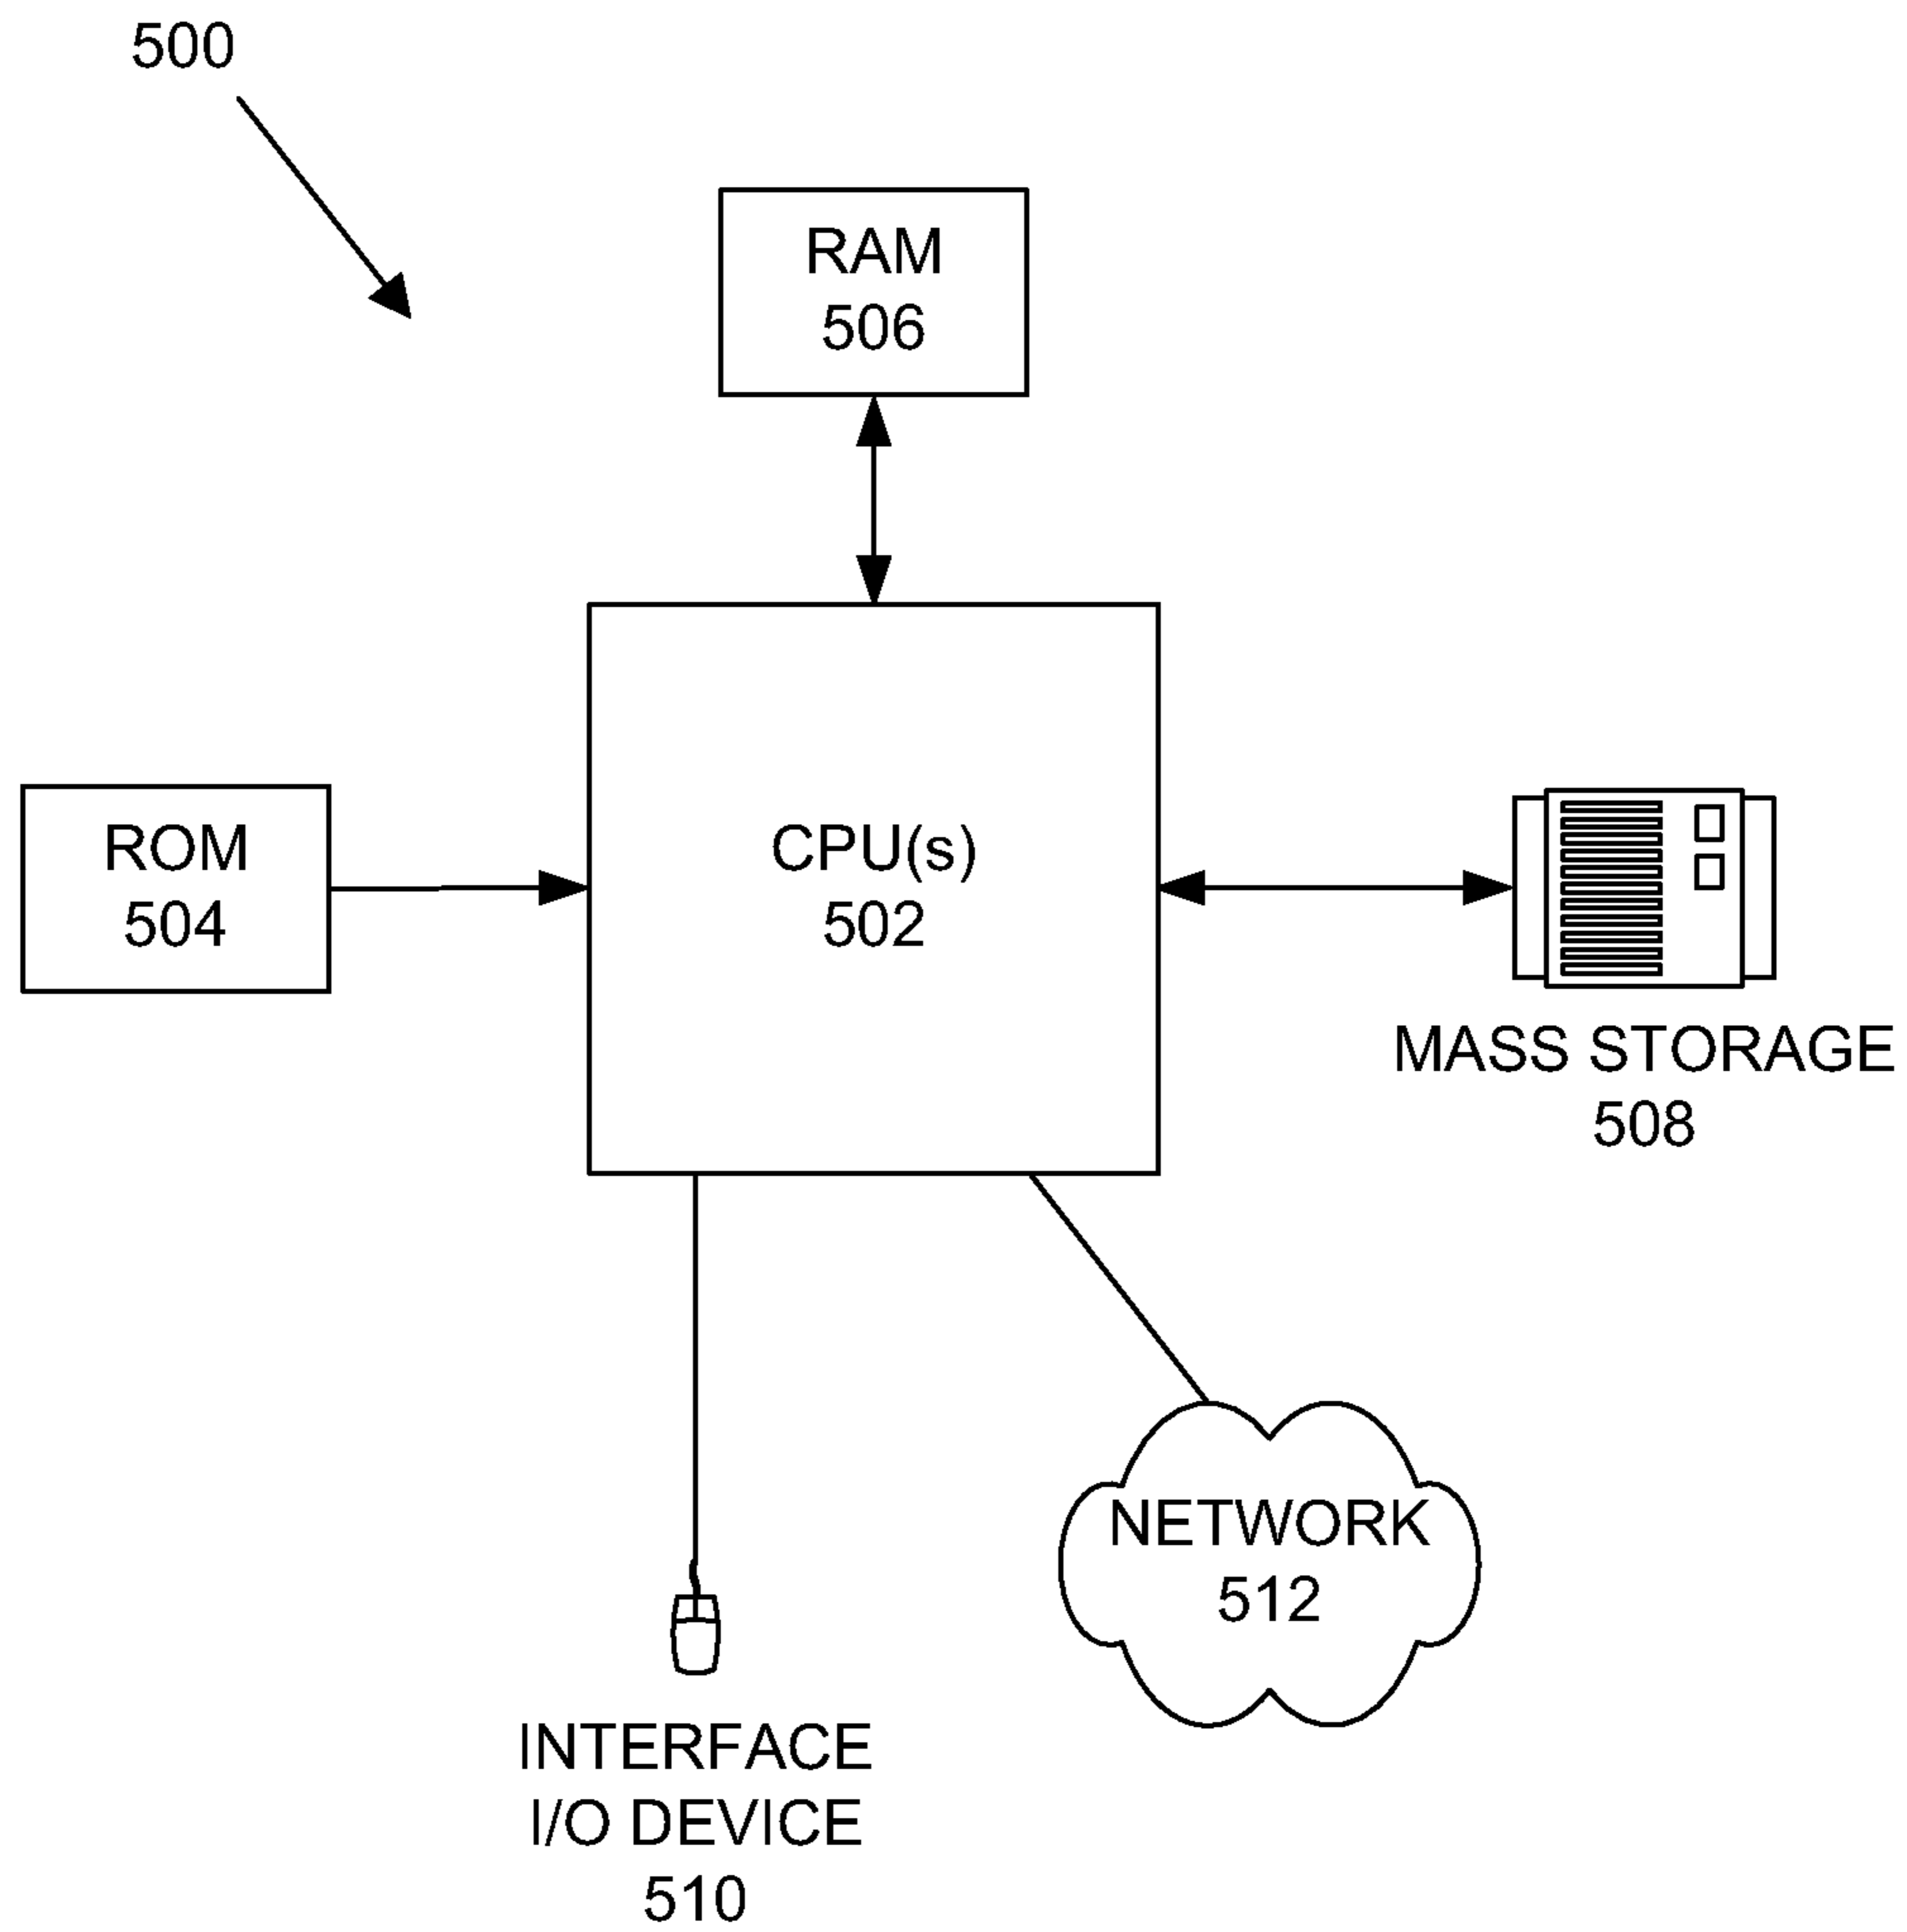 500
RAM
506
ROM
504
CPU(s)
502
MASS STORAGE
508
NETWORK
512
INTERFACE
I/O DEVICE
510